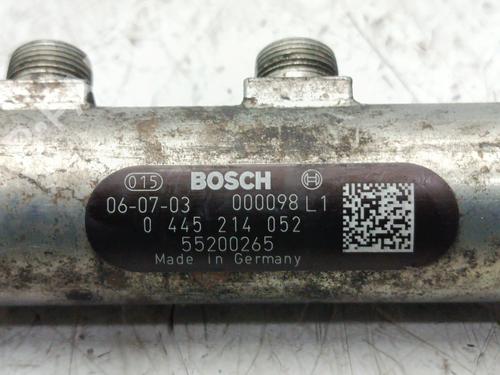 015 BOSCH
06-07-03 000098 L1
0 445 214 052
55200265
Made in Germany